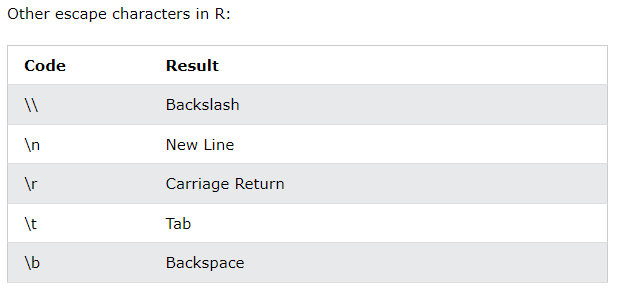 Other escape characters in R:
Code Result
\\ Backslash
\n New Line
\r Carriage Return
\t Tab
\b Backspace